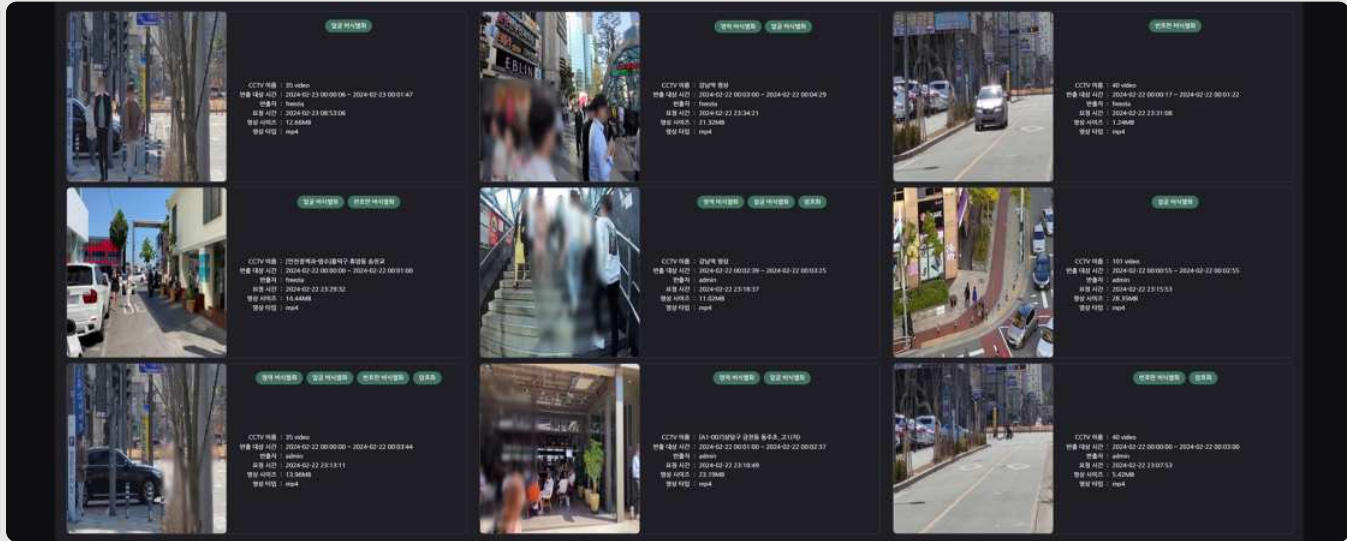 얼굴 비식별화
CCTV 이름 : 35 video
반출 대상 시간 : 2024-02-23 00:00:06 ~ 2024-02-23 00:01:47
반출자 : freesia
요청 시간 : 2024-02-23 08:53:06
영상 사이즈 : 12.66MB
영상 타입 : mp4
EBLIN
영역 비식별화 얼굴 비식별화
CCTV 이름 : 강남역 영상
반출 대상 시간 : 2024-02-22 00:03:00 ~ 2024-02-22 00:04:29
반출자 : freesia
요청 시간 : 2024-02-22 23:34:21
영상 사이즈 : 21.32MB
영상 타입 : mp4
번호판 비식별화
CCTV 이름 : 40 video
반출 대상 시간 : 2024-02-22 00:00:17 ~ 2024-02-22 00:01:22
반출자 : freesia
요청 시간 : 2024-02-22 23:31:08
영상 사이즈 : 1.24MB
영상 타입 : mp4
얼굴 비식별화 번호판 비식별화
반출 대상 시간 : 2024-02-22 00:00:00 ~ 2024-02-22 00:01:00
반출자 : freesia
요청 시간 : 2024-02-22 23:29:32
영상 사이즈 : 14.44MB
영상 타입 : mp4
영역 비식별화 얼굴 비식별화 암호화
CCTV 이름 : 강남역 영상
반출 대상 시간 : 2024-02-22 00:02:39 ~ 2024-02-22 00:03:25
반출자 : admin
요청 시간 : 2024-02-22 23:18:37
영상 사이즈 : 11.02MB
영상 타입 : mp4
얼굴 비식별화
CCTV 이름 : 101 video
반출 대상 시간 : 2024-02-22 00:00:55 ~ 2024-02-22 00:02:55
반출자 : admin
요청 시간 : 2024-02-22 23:15:53
영상 사이즈 : 28.35MB
영상 타입 : mp4
영역 비식별화 얼굴 비식별화 번호판 비식별화 암호화
CCTV 이름 : 35 video
반출 대상 시간 : 2024-02-22 00:00:00 ~ 2024-02-22 00:03:44
반출자 : admin
요청 시간 : 2024-02-22 23:13:11
영상 사이즈 : 13.96MB
영상 타입 : mp4
영역 비식별화 얼굴 비식별화
CCTV 이름 : [A1-007]상당구 금천동 동주초_고1(차)
반출 대상 시간 : 2024-02-22 00:01:00 ~ 2024-02-22 00:02:37
반출자 : admin
요청 시간 : 2024-02-22 23:10:49
영상 사이즈 : 23.19MB
영상 타입 : mp4
번호판 비식별화 암호화
CCTV 이름 : 40 video
반출 대상 시간 : 2024-02-22 00:00:00 ~ 2024-02-22 00:03:00
반출자 : admin
요청 시간 : 2024-02-22 23:07:53
영상 사이즈 : 5.42MB
영상 타입 : mp4